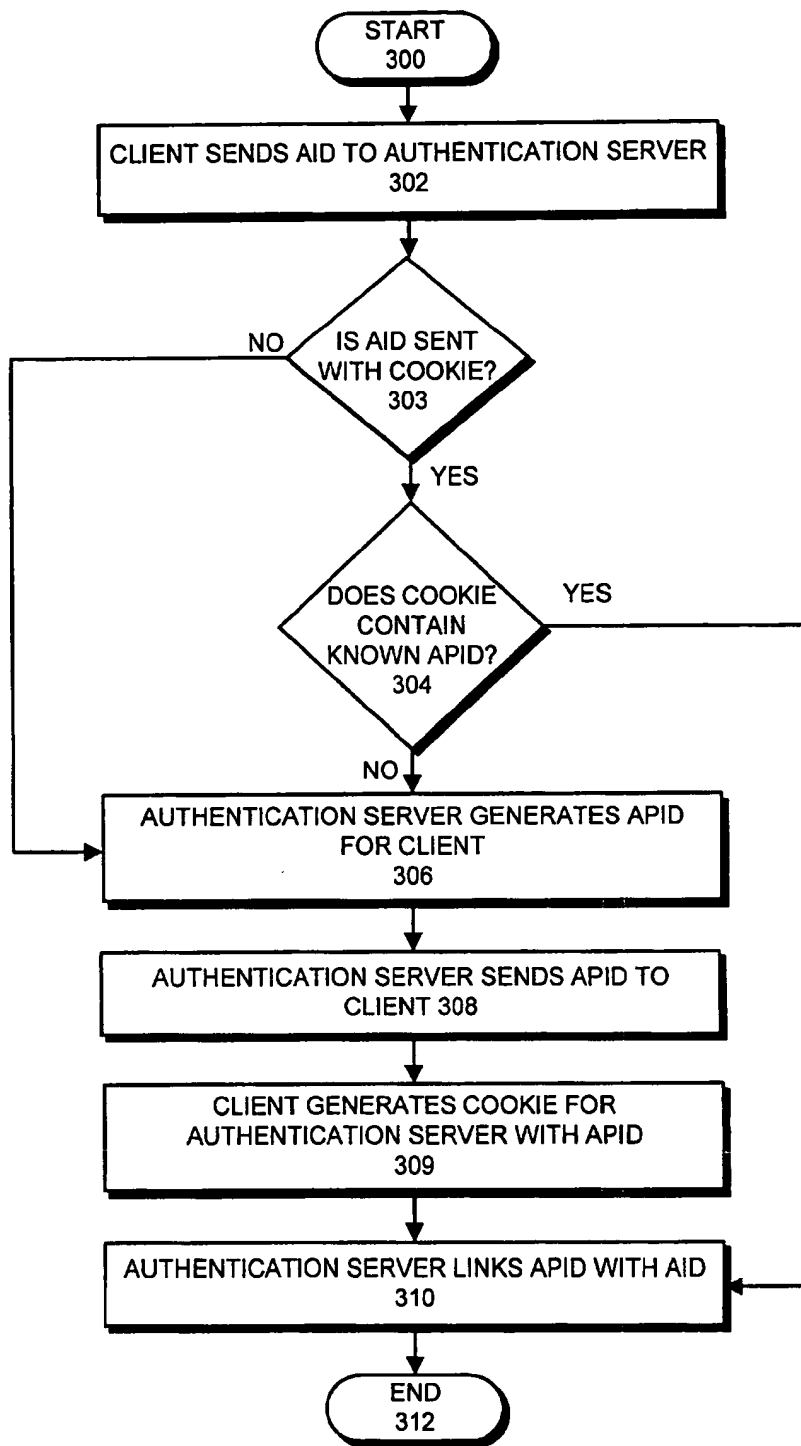 START
300
CLIENT SENDS AID TO AUTHENTICATION SERVER
302
NO
IS AID SENT
WITH COOKIE?
303
YES
DOES COOKIE
CONTAIN
KNOWN APID?
304
YES
NO
AUTHENTICATION SERVER GENERATES APID
FOR CLIENT
306
AUTHENTICATION SERVER SENDS APID TO
CLIENT 308
CLIENT GENERATES COOKIE FOR
AUTHENTICATION SERVER WITH APID
309
AUTHENTICATION SERVER LINKS APID WITH AID
310
END
312